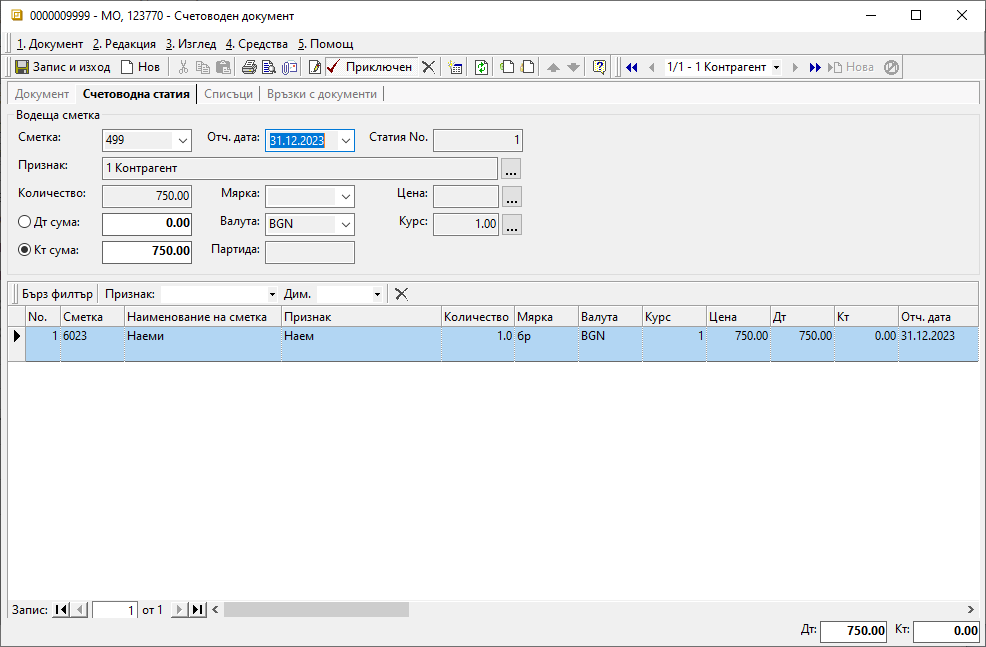 0000009999 - МО, 123770 - Счетоводен документ
1. Документ 2. Редакция 3. Изглед 4. Средства 5. Помощ
Запис и изход Нов Приключен 1/1 - 1 Контрагент Нова
Документ Счетоводна статия Списъци Връзки с документи
Водеща сметка
Сметка: 499 Отч. дата: 31.12.2023 Статия No. 1
Признак: 1 Контрагент ...
Количество: 750.00 Мярка: Цена: ...
Дт сума: 0.00 Валута: BGN Курс: 1.00 ...
Кт сума: 750.00 Партида:
Бърз филтър Признак: Дим.
No. Сметка Наименование на сметка Признак Количество Мярка Валута Курс Цена Дт Кт Отч. дата
1 6023 Наеми Наем 1.0 бр BGN 1 750.00 750.00 0.00 31.12.2023
Запис: 1 от 1
Дт: 750.00 Кт: 0.00